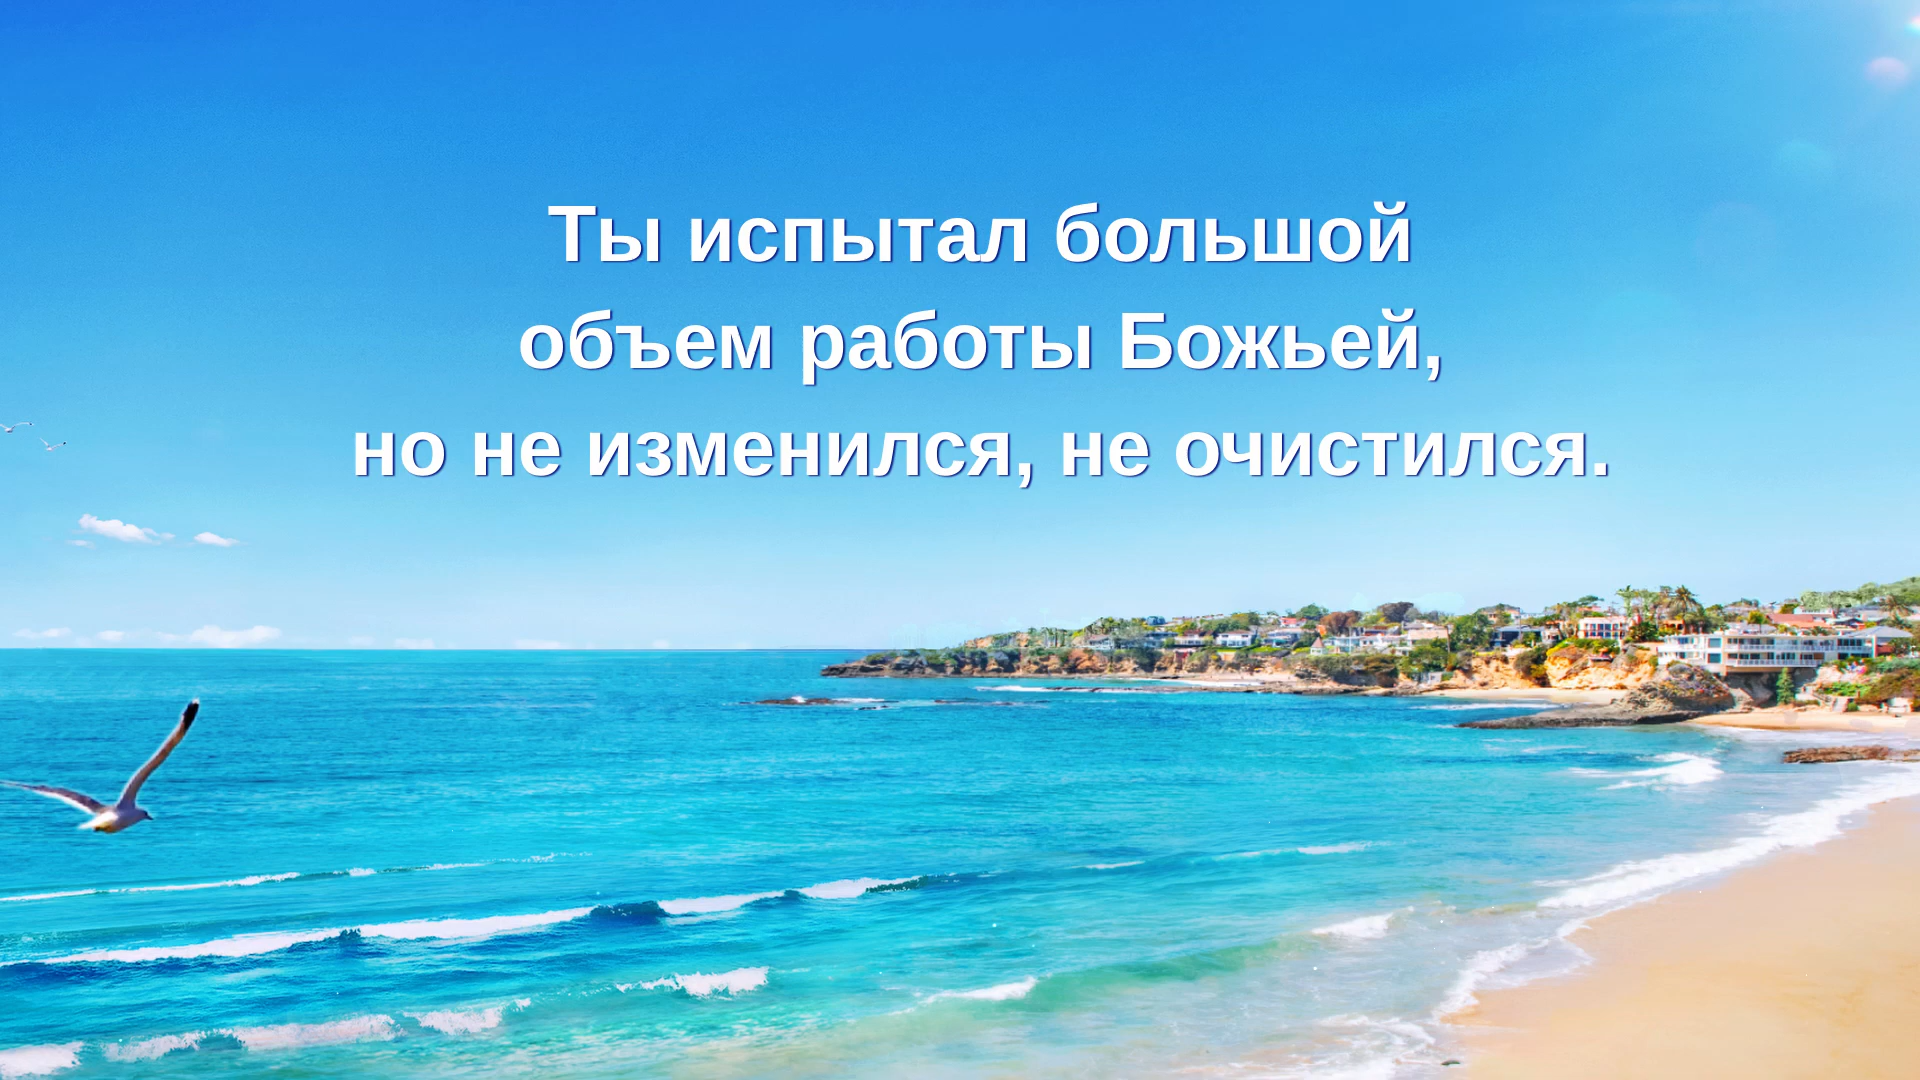 Ты испытал большой
объем работы Божьей,
но не изменился, не очистился.